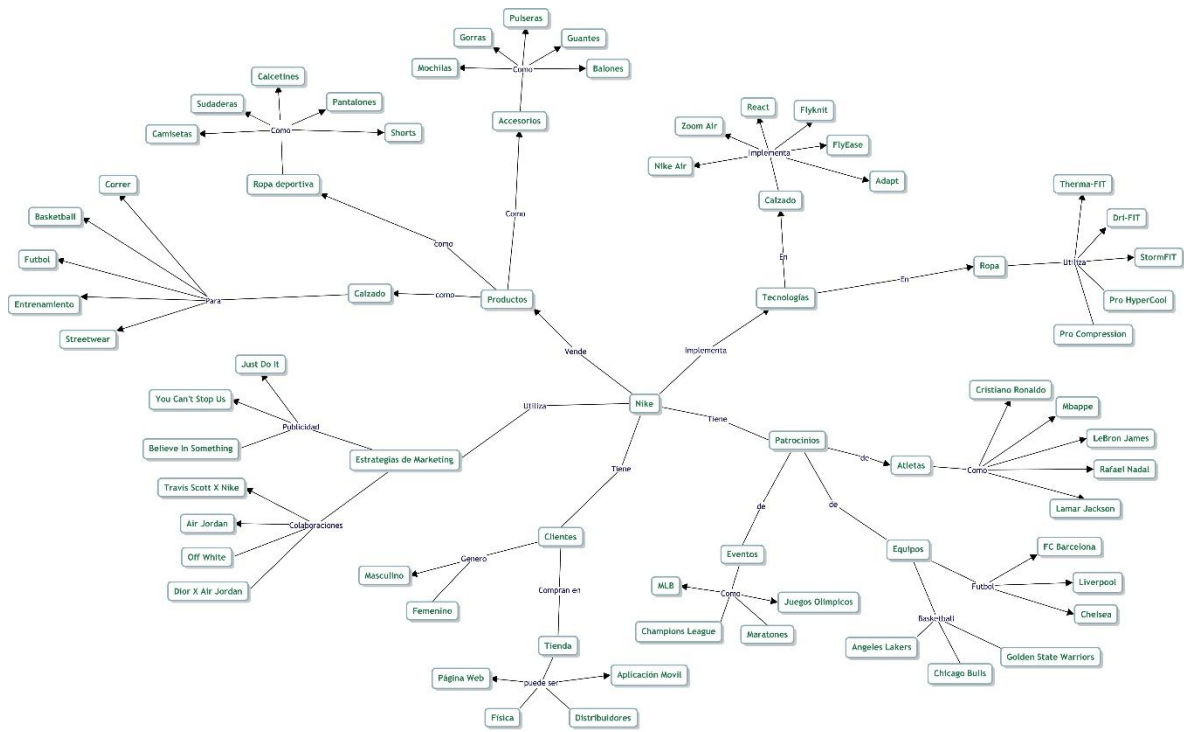 Pulseras
Gorras
Guantes
Mochilas
Como
Balones
Accesorios
Como
Calcetines
Sudaderas
Pantalones
Camisetas
Como
Shorts
Ropa deportiva
como
Correr
Basketball
Futbol
Entrenamiento
Streetwear
Para
Calzado
como
Productos
Vende
React
Flyknit
Zoom Air
FlyEase
Nike Air
Implementa
Adapt
Calzado
En
Therma-FIT
Dri-FIT
StormFIT
Utiliza
Pro HyperCool
Pro Compression
Ropa
En
Tecnologías
Implementa
Nike
Just Do It
You Can't Stop Us
Publicidad
Believe In Something
Utiliza
Estrategias de Marketing
Travis Scott X Nike
Air Jordan
Colaboraciones
Off White
Dior X Air Jordan
Tiene
Clientes
Genero
Masculino
Femenino
Compran en
Tienda
Página Web
puede ser
Aplicación Movil
Física
Distribuidores
Tiene
Patrocinios
de
Atletas
Como
Cristiano Ronaldo
Mbappe
LeBron James
Rafael Nadal
Lamar Jackson
de
Eventos
MLB
Como
Juegos Olimpicos
Champions League
Maratones
de
Equipos
Futbol
FC Barcelona
Liverpool
Chelsea
Basketball
Angeles Lakers
Chicago Bulls
Golden State Warriors